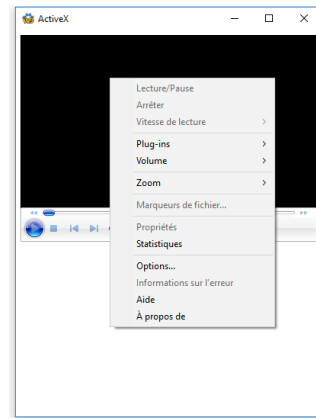 ActiveX
Lecture/Pause
Arrêter
Vitesse de lecture
Plug-ins
Volume
Zoom
Marqueurs de fichier...
Propriétés
Statistiques
Options...
Informations sur l'erreur
Aide
À propos de